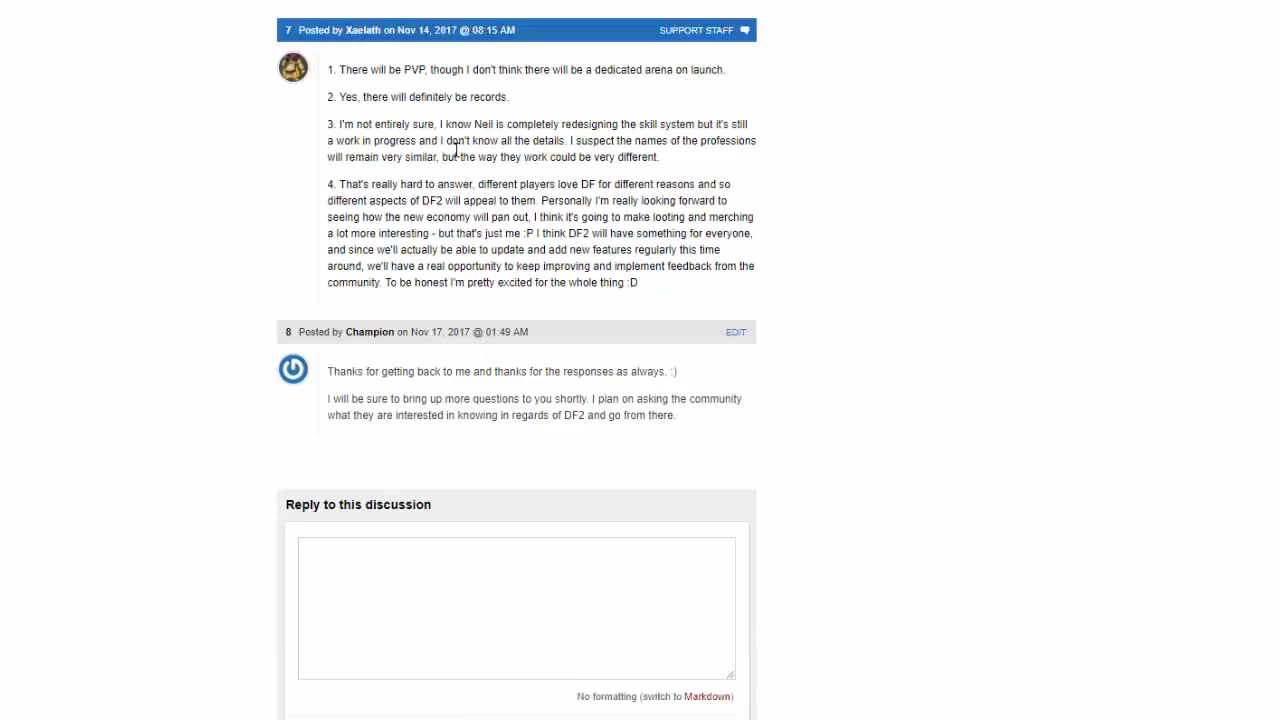 7 Posted by Xaelath on Nov 14, 2017 @ 08:15 AM SUPPORT STAFF
1. There will be PVP, though I don't think there will be a dedicated arena on launch.
2. Yes, there will definitely be records.
3. I'm not entirely sure, I know Neil is completely redesigning the skill system but it's still
a work in progress and I don't know all the details. I suspect the names of the professions
will remain very similar, but the way they work could be very different.
4. That's really hard to answer, different players love DF for different reasons and so
different aspects of DF2 will appeal to them. Personally I'm really looking forward to
seeing how the new economy will pan out, I think it's going to make looting and merching
a lot more interesting - but that's just me :P I think DF2 will have something for everyone,
and since we'll actually be able to update and add new features regularly this time
around, we'll have a real opportunity to keep improving and implement feedback from the
community. To be honest I'm pretty excited for the whole thing :D
8 Posted by Champion on Nov 17, 2017 @ 01:49 AM EDIT
Thanks for getting back to me and thanks for the responses as always. :)
I will be sure to bring up more questions to you shortly. I plan on asking the community
what they are interested in knowing in regards of DF2 and go from there.
Reply to this discussion
No formatting (switch to Markdown)